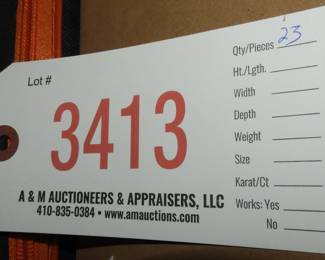 Lot #
3413
A & M AUCTIONEERS & APPRAISERS, LLC
410-835-0384 • www.amauctions.com
Qty/Pieces 23
Ht./Lgth.
Width
Depth
Weight
Size
Karat/Ct
Works: Yes
No